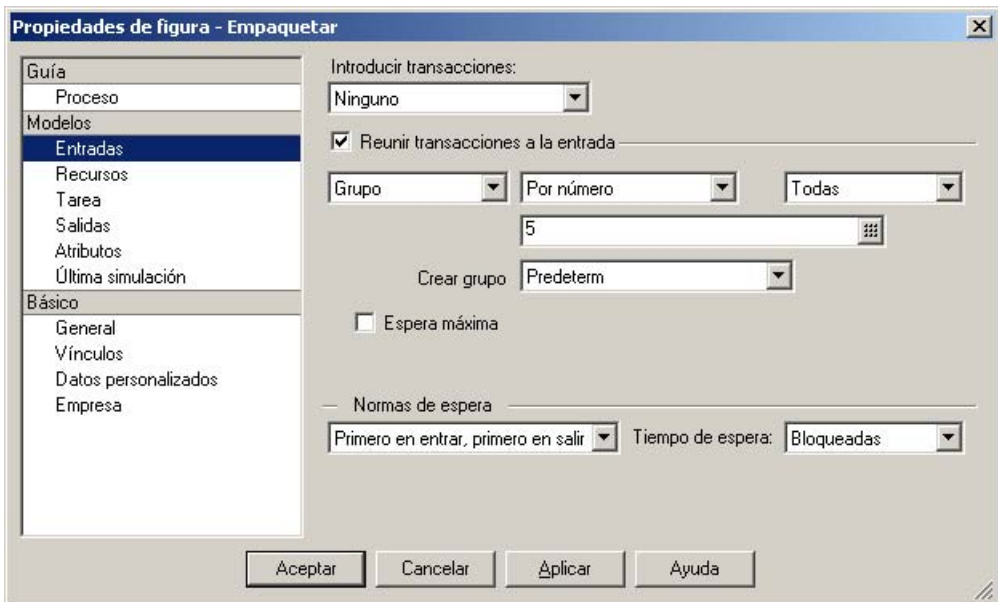 Propiedades de figura - Empaquetar
Guía
Proceso
Modelos
Entradas
Recursos
Tarea
Salidas
Atributos
Última simulación
Básico
General
Vínculos
Datos personalizados
Empresa
Introducir transacciones:
Ninguno
Reunir transacciones a la entrada
Grupo Por número Todas
5
Crear grupo Predeterm
Espera máxima
Normas de espera
Primero en entrar, primero en salir Tiempo de espera: Bloqueadas
Aceptar Cancelar Aplicar Ayuda